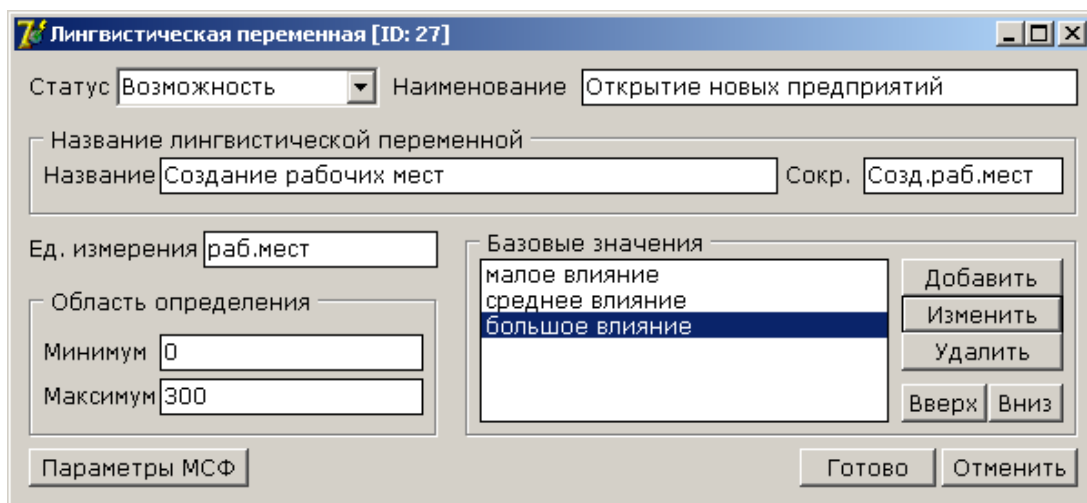 Лингвистическая переменная [ID: 27]
Статус Возможность Наименование Открытие новых предприятий
Название лингвистической переменной
Название Создание рабочих мест Сокр. Созд.раб.мест
Ед. измерения раб.мест
Область определения
Минимум 0
Максимум 300
Базовые значения
малое влияние
среднее влияние
большое влияние
Добавить
Изменить
Удалить
Вверх Вниз
Параметры МСФ Готово Отменить